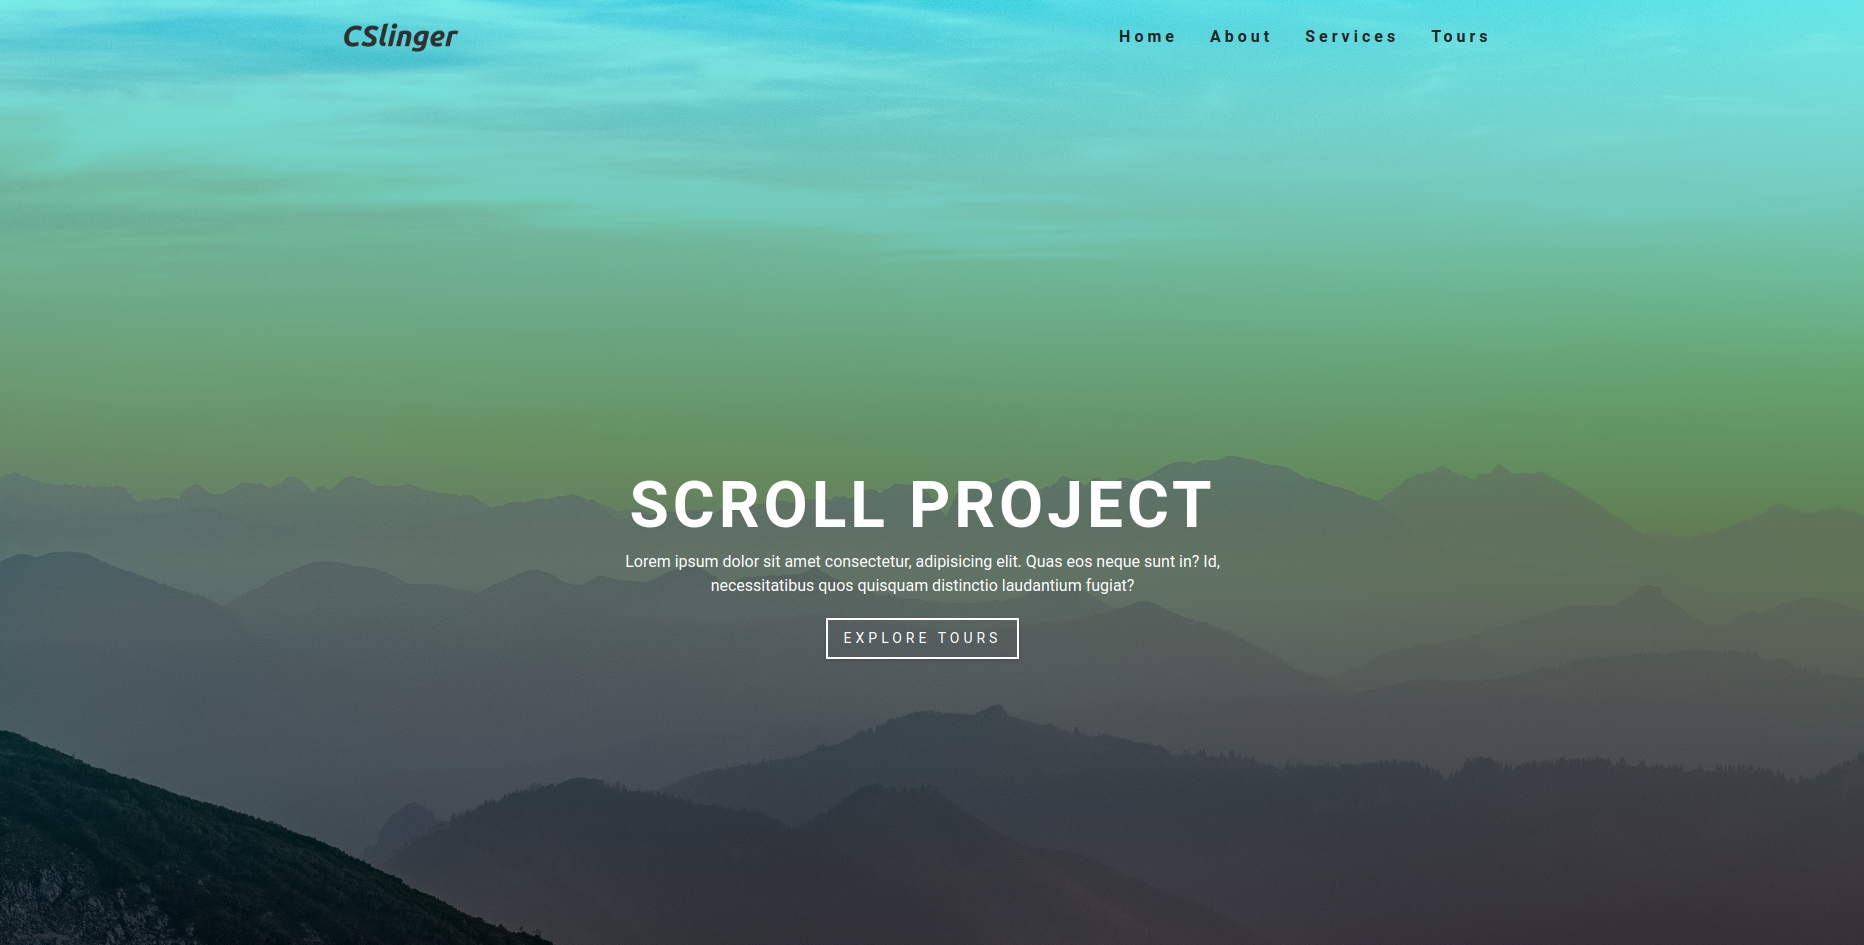 CSlinger
Home About Services Tours
SCROLL PROJECT
Lorem ipsum dolor sit amet consectetur, adipisicing elit. Quas eos neque sunt in? Id,
necessitatibus quos quisquam distinctio laudantium fugiat?
EXPLORE TOURS